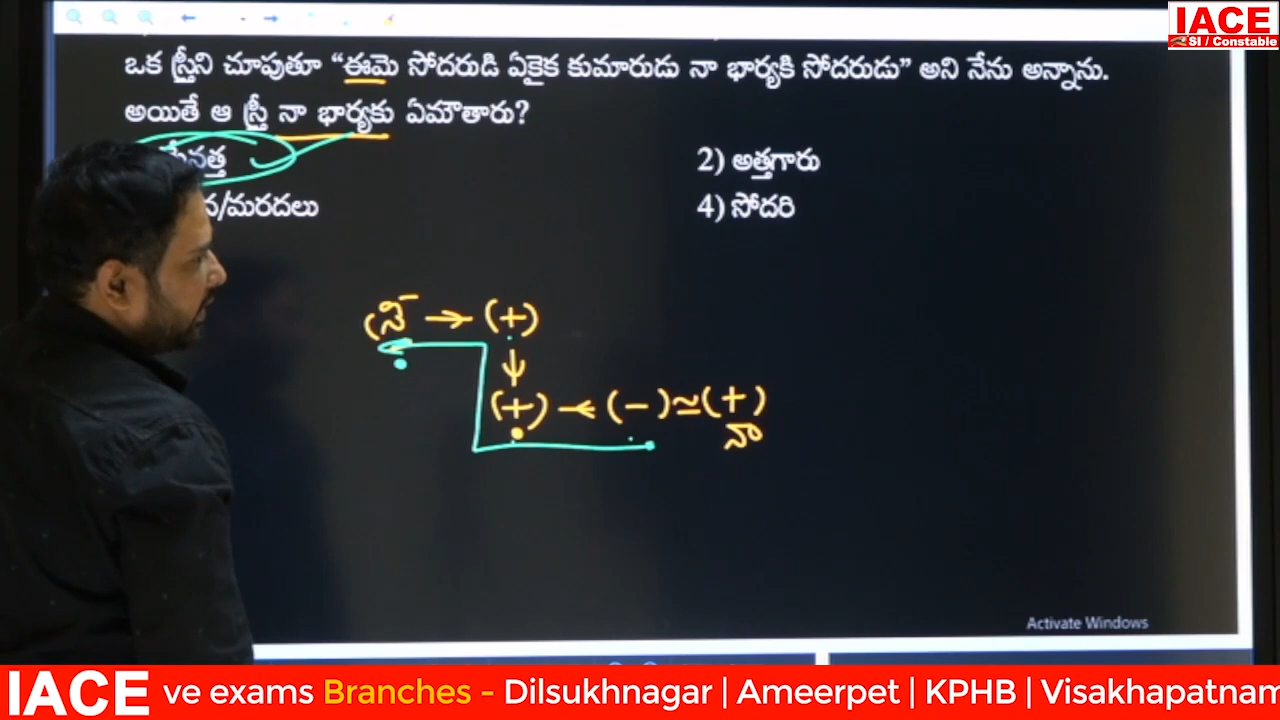 IACE
SI / Constable
ఒక స్త్రీని చూపుతూ “ఈమె సోదరుడి ఏకైక కుమారుడు నా భార్యకి సోదరుడు” అని నేను అన్నాను.
అయితే ఆ స్త్రీ నా భార్యకు ఏమౌతారు?
2) అత్తగారు
/మరదలు
4) సోదరి
→ (+)
↓
(+) ← (−) ≃ (+)
నా
Activate Windows
IACE ve exams Branches - Dilsukhnagar | Ameerpet | KPHB | Visakhapatnam